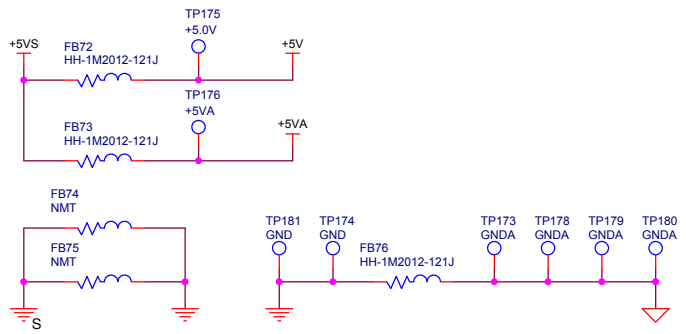 TP175
+5.0V
+5VS
FB72
HH-1M2012-121J
+5V
TP176
+5VA
FB73
HH-1M2012-121J
+5VA
FB74
NMT
FB75
NMT
S
TP181
GND
TP174
GND
FB76
HH-1M2012-121J
TP173
GNDA
TP178
GNDA
TP179
GNDA
TP180
GNDA